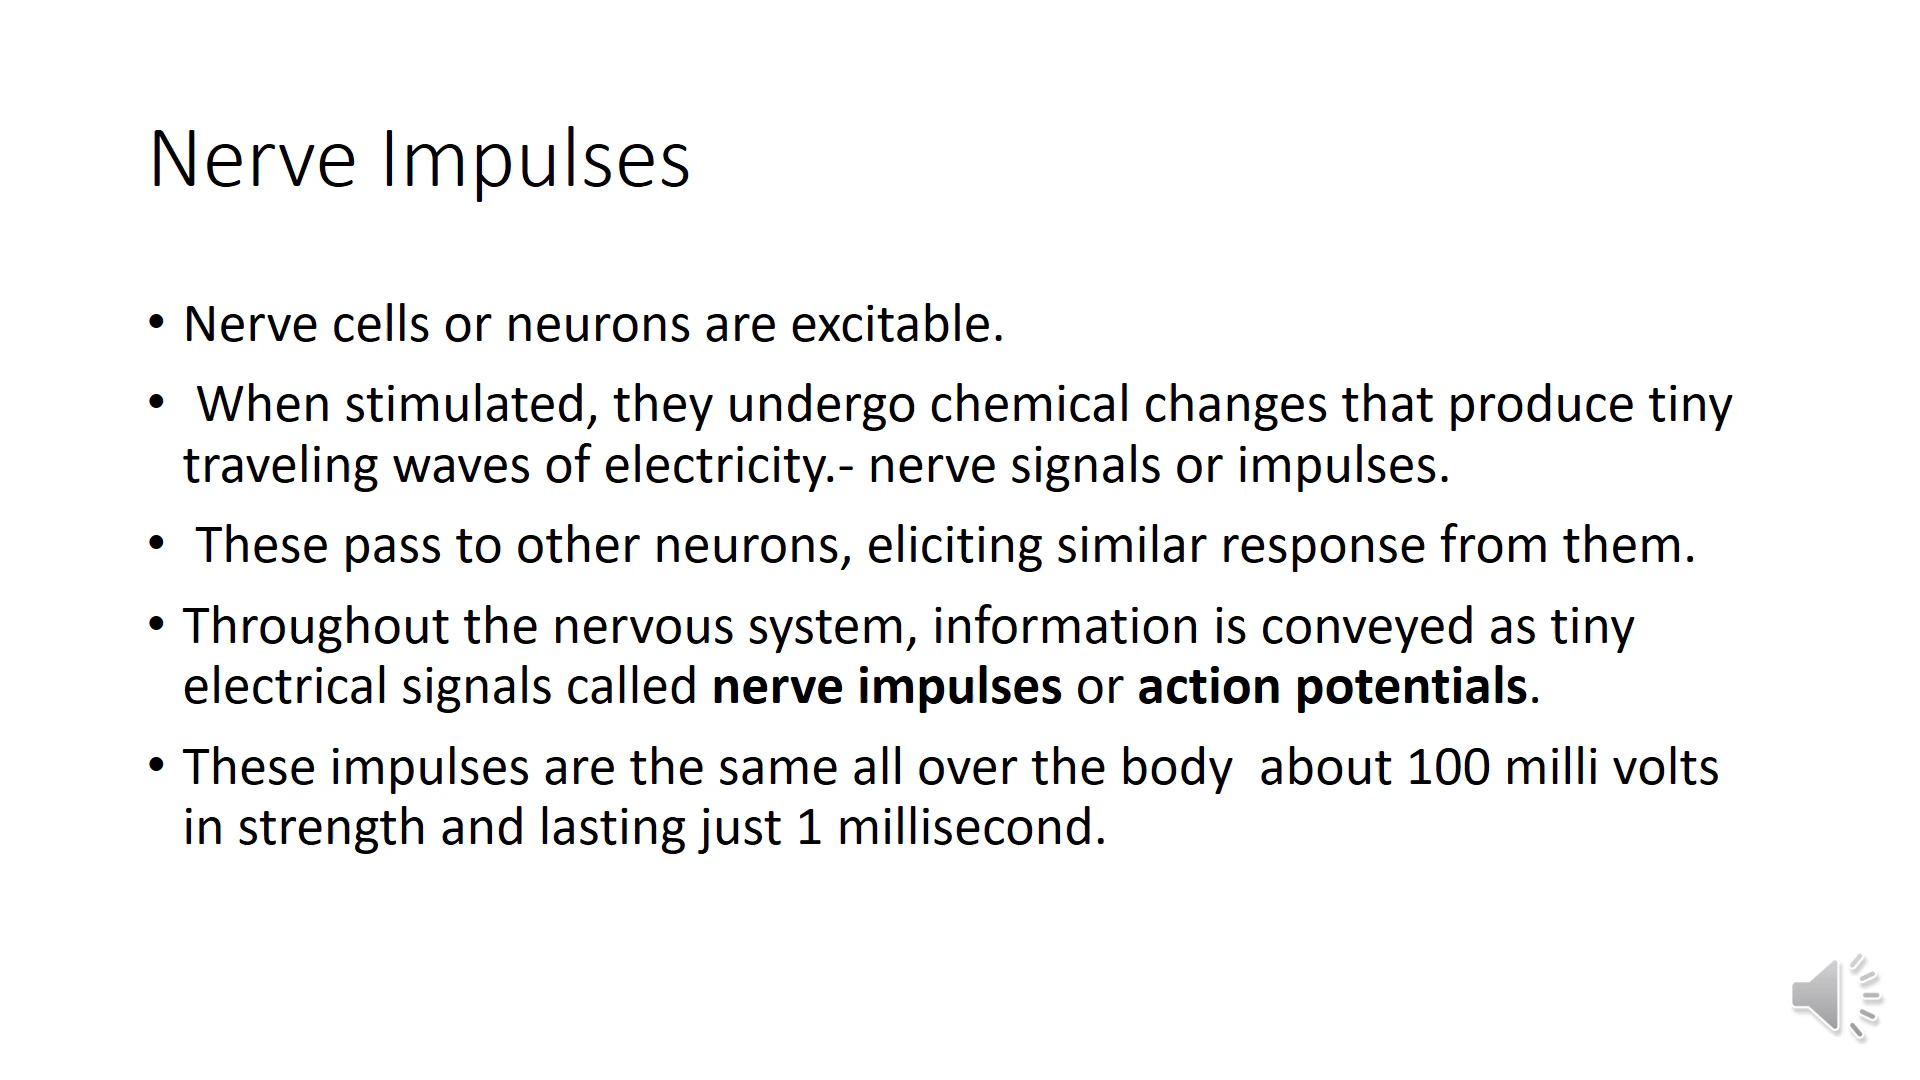 Nerve Impulses
• Nerve cells or neurons are excitable.
• When stimulated, they undergo chemical changes that produce tiny
traveling waves of electricity.- nerve signals or impulses.
• These pass to other neurons, eliciting similar response from them.
• Throughout the nervous system, information is conveyed as tiny
electrical signals called nerve impulses or action potentials.
• These impulses are the same all over the body  about 100 milli volts
in strength and lasting just 1 millisecond.